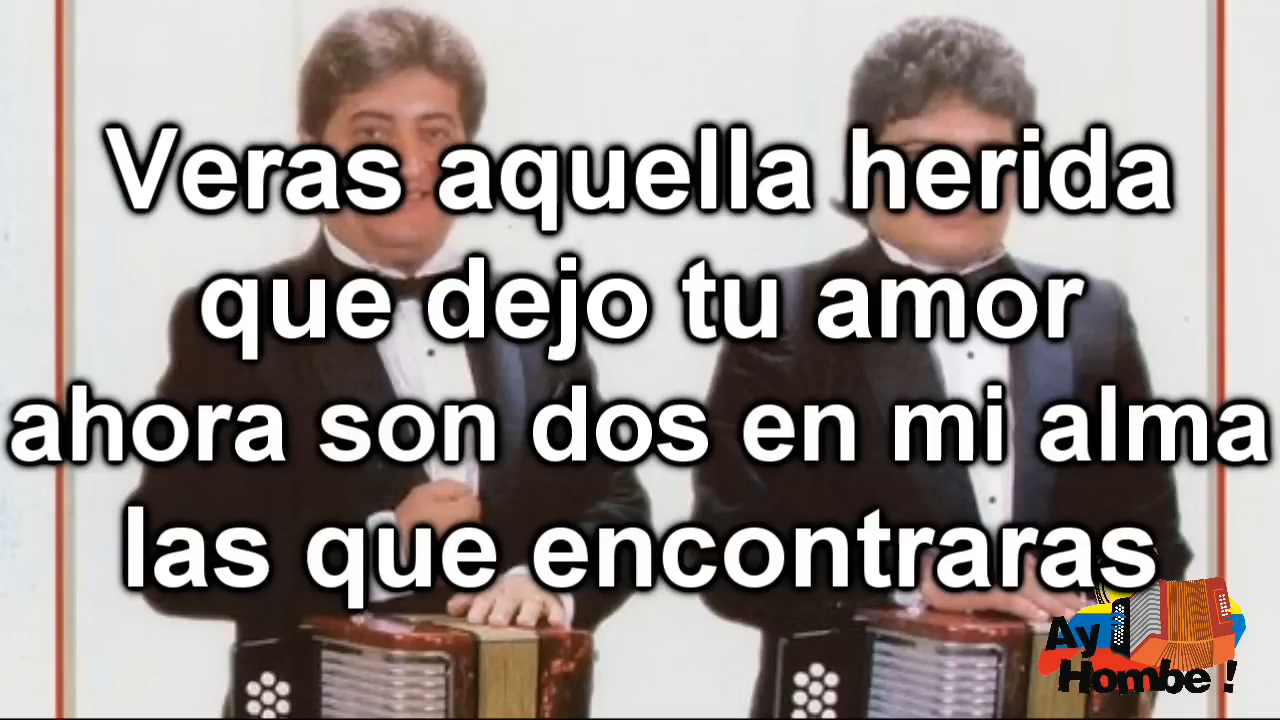 Veras aquella herida
que dejo tu amor
ahora son dos en mi alma
las que encontraras
Ay
Hombe !